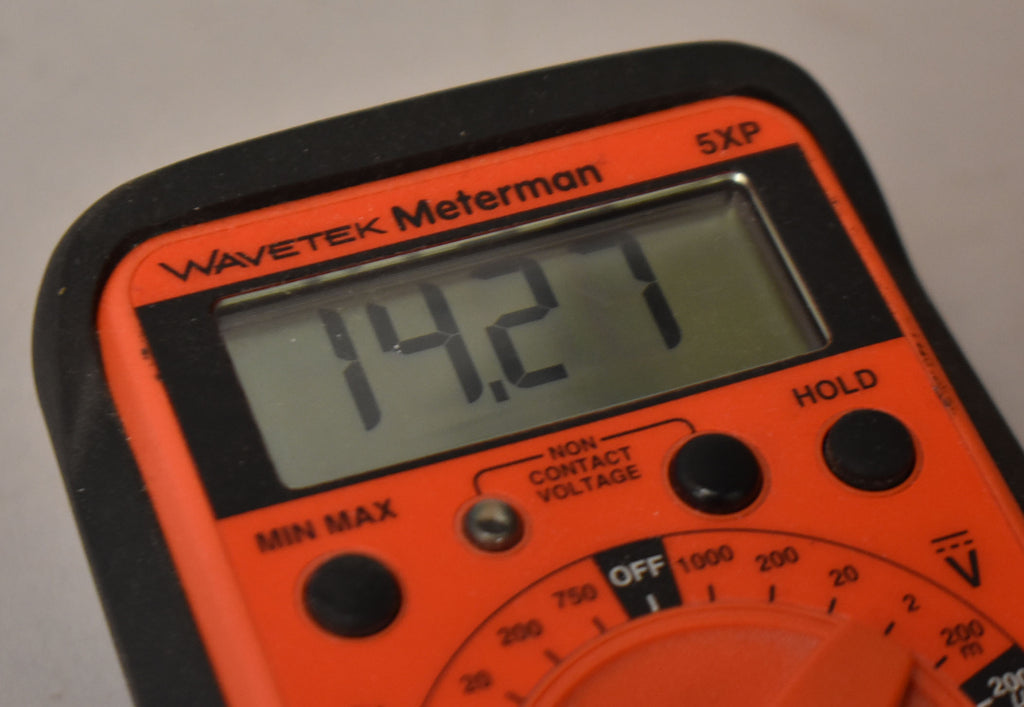 5XP
WAVETEK Meterman
14.27
HOLD
NON
CONTACT
VOLTAGE
MIN MAX
OFF
1000
200
20
2
200
m
750
200
20
V